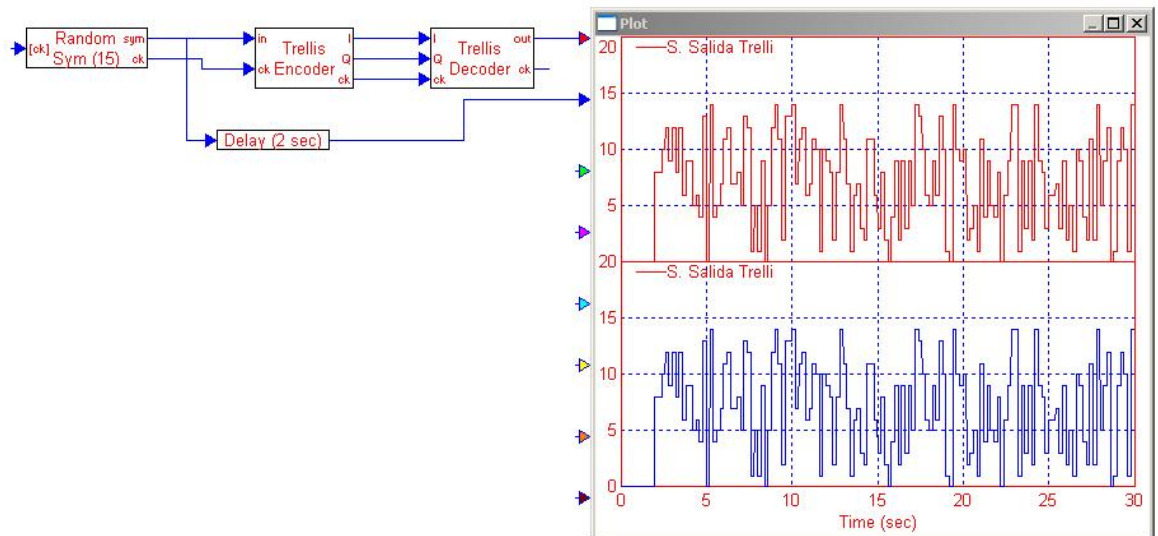 [ck] Random sym
Sym (15) ck
in Trellis I
Q
ck Encoder
ck
I Trellis out
Q
Decoder ck
ck
Delay (2 sec)
Plot
20
S. Salida Trelli
15
10
5
20
0
S. Salida Trelli
15
10
5
0
0 5 10 15 20 25 30
Time (sec)